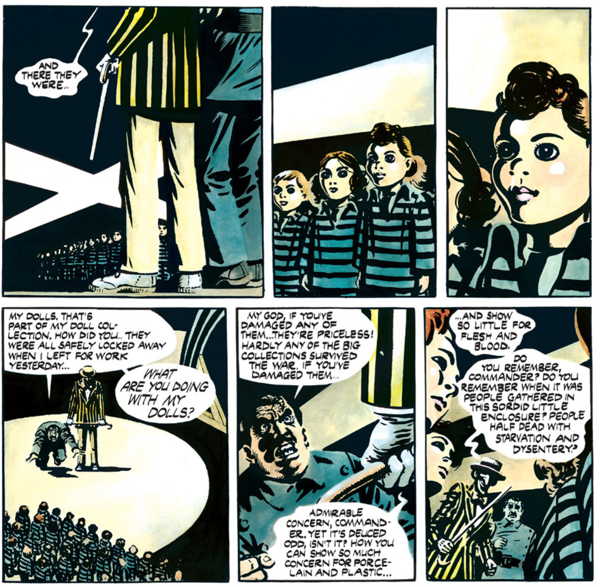 AND
THERE THEY
WERE...
MY DOLLS. THAT'S
PART OF MY DOLL COL-
LECTION. HOW DID YOU.. THEY
WERE ALL SAFELY LOCKED AWAY
WHEN I LEFT FOR WORK
YESTERDAY...
WHAT
ARE YOU DOING
WITH MY
DOLLS?
MY GOD, IF YOU'VE
DAMAGED ANY OF
THEM...THEY'RE PRICELESS!
HARDLY ANY OF THE BIG
COLLECTIONS SURVIVED
THE WAR. IF YOU'VE
DAMAGED THEM...
ADMIRABLE
CONCERN, COMMAND-
ER. YET IT'S DEUCED
ODD, ISN'T IT? HOW YOU
CAN SHOW SO MUCH
CONCERN FOR PORCE-
LAIN AND PLASTIC...
...AND SHOW
SO LITTLE FOR
FLESH AND
BLOOD.
DO
YOU REMEMBER,
COMMANDER? DO YOU
REMEMBER WHEN IT WAS
PEOPLE GATHERED IN
THIS SORDID LITTLE
ENCLOSURE? PEOPLE
HALF DEAD WITH
STARVATION AND
DYSENTERY?